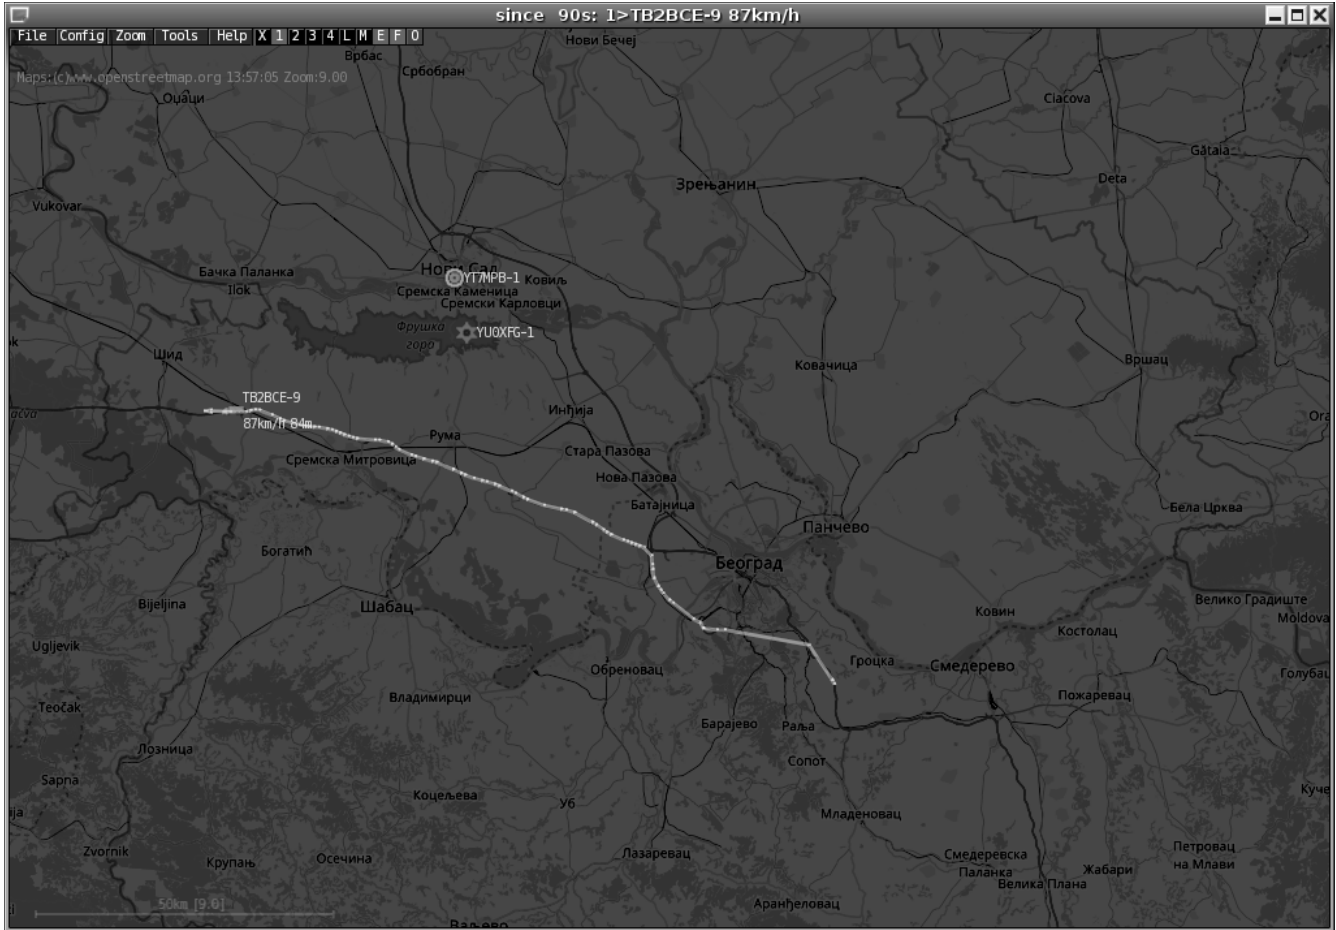 since 90s: 1>TB2BCE-9 87km/h
File Config Zoom Tools Help X 1 2 3 4 L M E F O
Нови Бечеј
Врбас
Србобран
Maps:(c)www.openstreetmap.org 13:57:05 Zoom:9.00
Оџаци
Ciacova
Gătaia
Deta
Зрењанин
Vukovar
Нови Сад
Бачка Паланка
YT7MPB-1
Ковиљ
Ilok
Сремска Каменица
Сремски Карловци
Фрушка
гора
YU0XFG-1
Шид
Вршац
Ковачица
TB2BCE-9
87km/h 84m
Инђија
Ora
Рума
Стара Пазова
Сремска Митровица
Нова Пазова
Батајница
Бела Црква
Панчево
Богатић
Београд
Bijeljina
Шабац
Велико Градиште
Ковин
Moldova
Костолац
Ugljevik
Гроцка
Смедерево
Обреновац
Голубац
Владимирци
Пожаревац
Теоčak
Барајево
Раља
Лозница
Сопот
Sapna
Коцељева
Уб
Куче
Младеновац
Zvornik
Крупањ
Осечина
Лазаревац
Смедеревска
Паланка
Петровац
на Млави
Жабари
Велика Плана
50km [9.0]
Аранђеловац
Ваљево